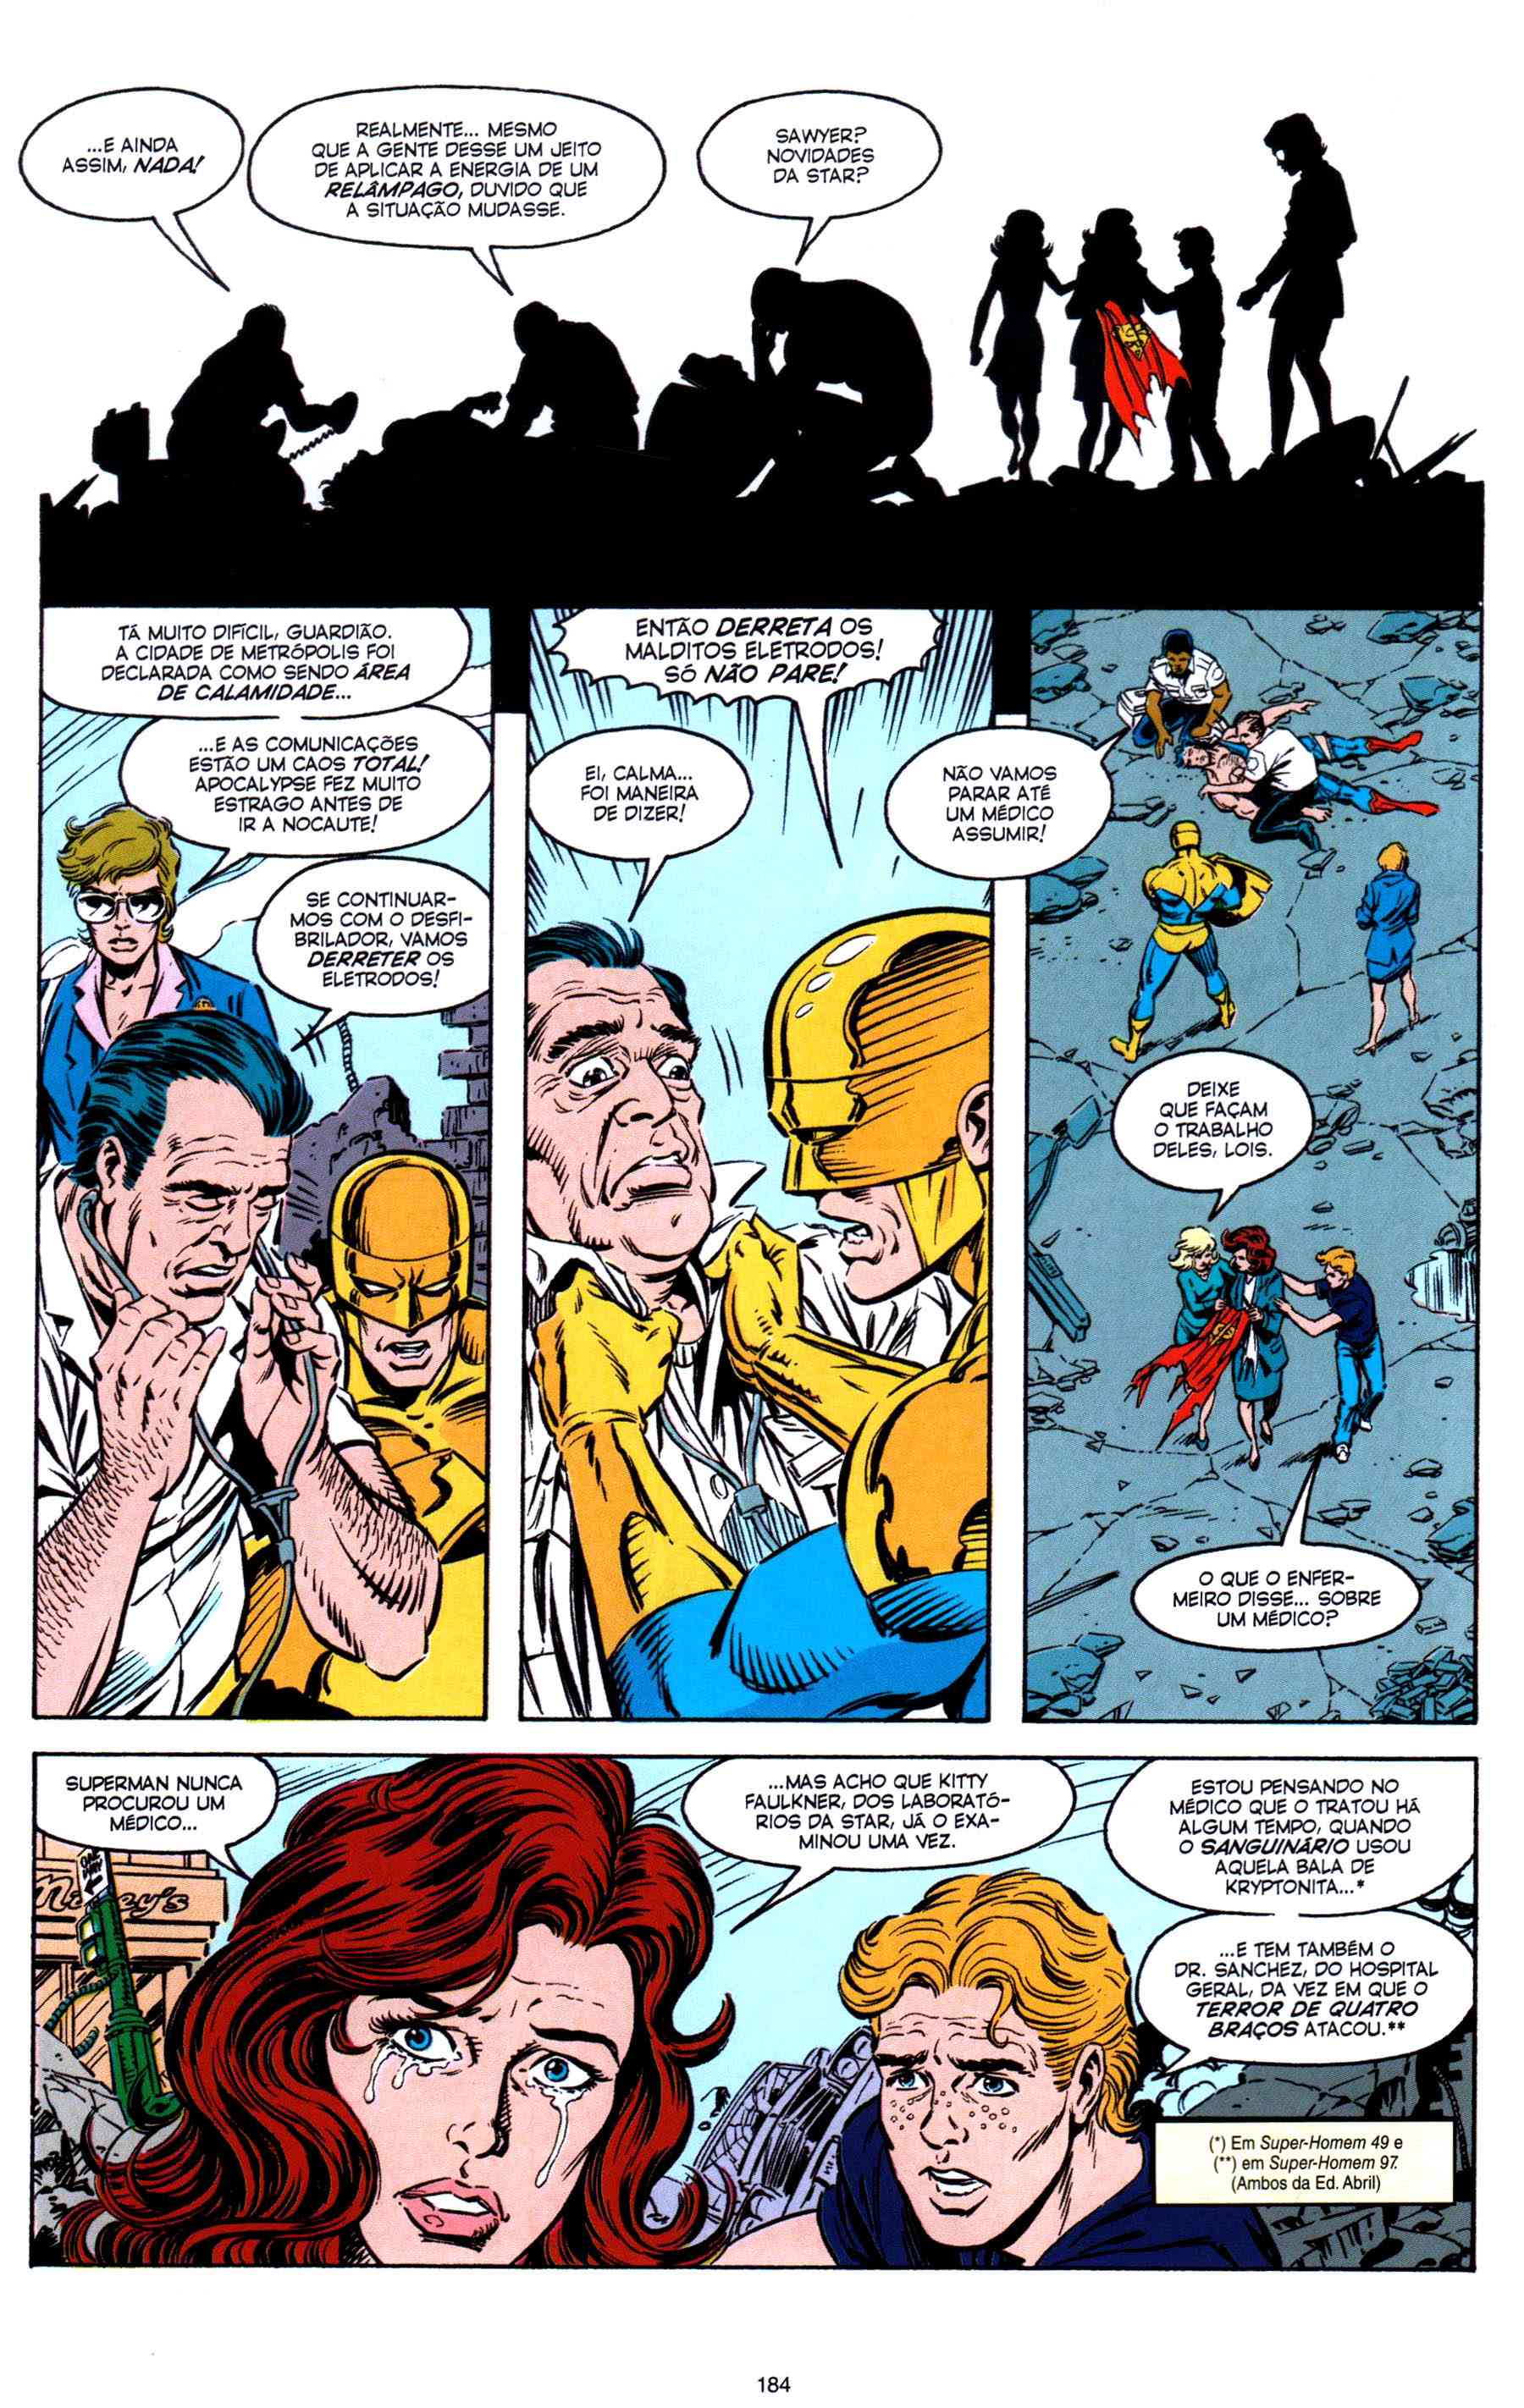 ...E AINDA
ASSIM, NADA!
REALMENTE... MESMO
QUE A GENTE DESSE UM JEITO
DE APLICAR A ENERGIA DE UM
RELÂMPAGO, DUVIDO QUE
A SITUAÇÃO MUDASSE.
SAWYER?
NOVIDADES
DA STAR?
TÁ MUITO DIFÍCIL, GUARDIÃO.
A CIDADE DE METRÓPOLIS FOI
DECLARADA COMO SENDO ÁREA
DE CALAMIDADE...
...E AS COMUNICAÇÕES
ESTÃO UM CAOS TOTAL!
APOCALYPSE FEZ MUITO
ESTRAGO ANTES DE
IR A NOCAUTE!
SE CONTINUAR-
MOS COM O DESFI-
BRILADOR, VAMOS
DERRETER OS
ELETRODOS!
ENTÃO DERRETA OS
MALDITOS ELETRODOS!
SÓ NÃO PARE!
EI, CALMA...
FOI MANEIRA
DE DIZER!
NÃO VAMOS
PARAR ATÉ
UM MÉDICO
ASSUMIR!
DEIXE
QUE FAÇAM
O TRABALHO
DELES, LOIS.
O QUE O ENFER-
MEIRO DISSE... SOBRE
UM MÉDICO?
SUPERMAN NUNCA
PROCUROU UM
MÉDICO...
...MAS ACHO QUE KITTY
FAULKNER, DOS LABORATÓ-
RIOS DA STAR, JÁ O EXA-
MINOU UMA VEZ.
ESTOU PENSANDO NO
MÉDICO QUE O TRATOU HÁ
ALGUM TEMPO, QUANDO
O SANGUINÁRIO USOU
AQUELA BALA DE
KRYPTONITA...*
...E TEM TAMBÉM O
DR. SANCHEZ, DO HOSPITAL
GERAL, DA VEZ EM QUE O
TERROR DE QUATRO
BRAÇOS ATACOU.**
ONE
WAY
(*) Em Super-Homem 49 e
(**) em Super-Homem 97.
(Ambos da Ed. Abril)
184